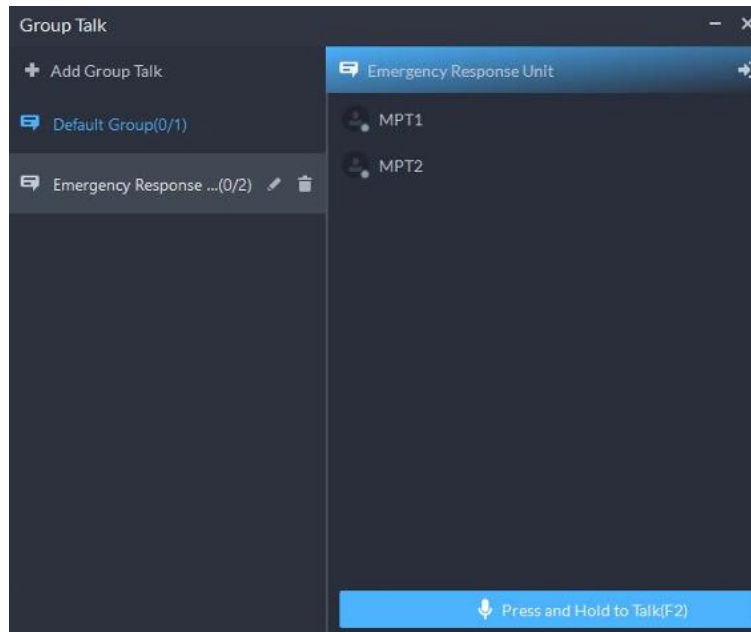 Group Talk
Add Group Talk
Default Group(0/1)
Emergency Response ...(0/2)
Emergency Response Unit
MPT1
MPT2
Press and Hold to Talk(F2)